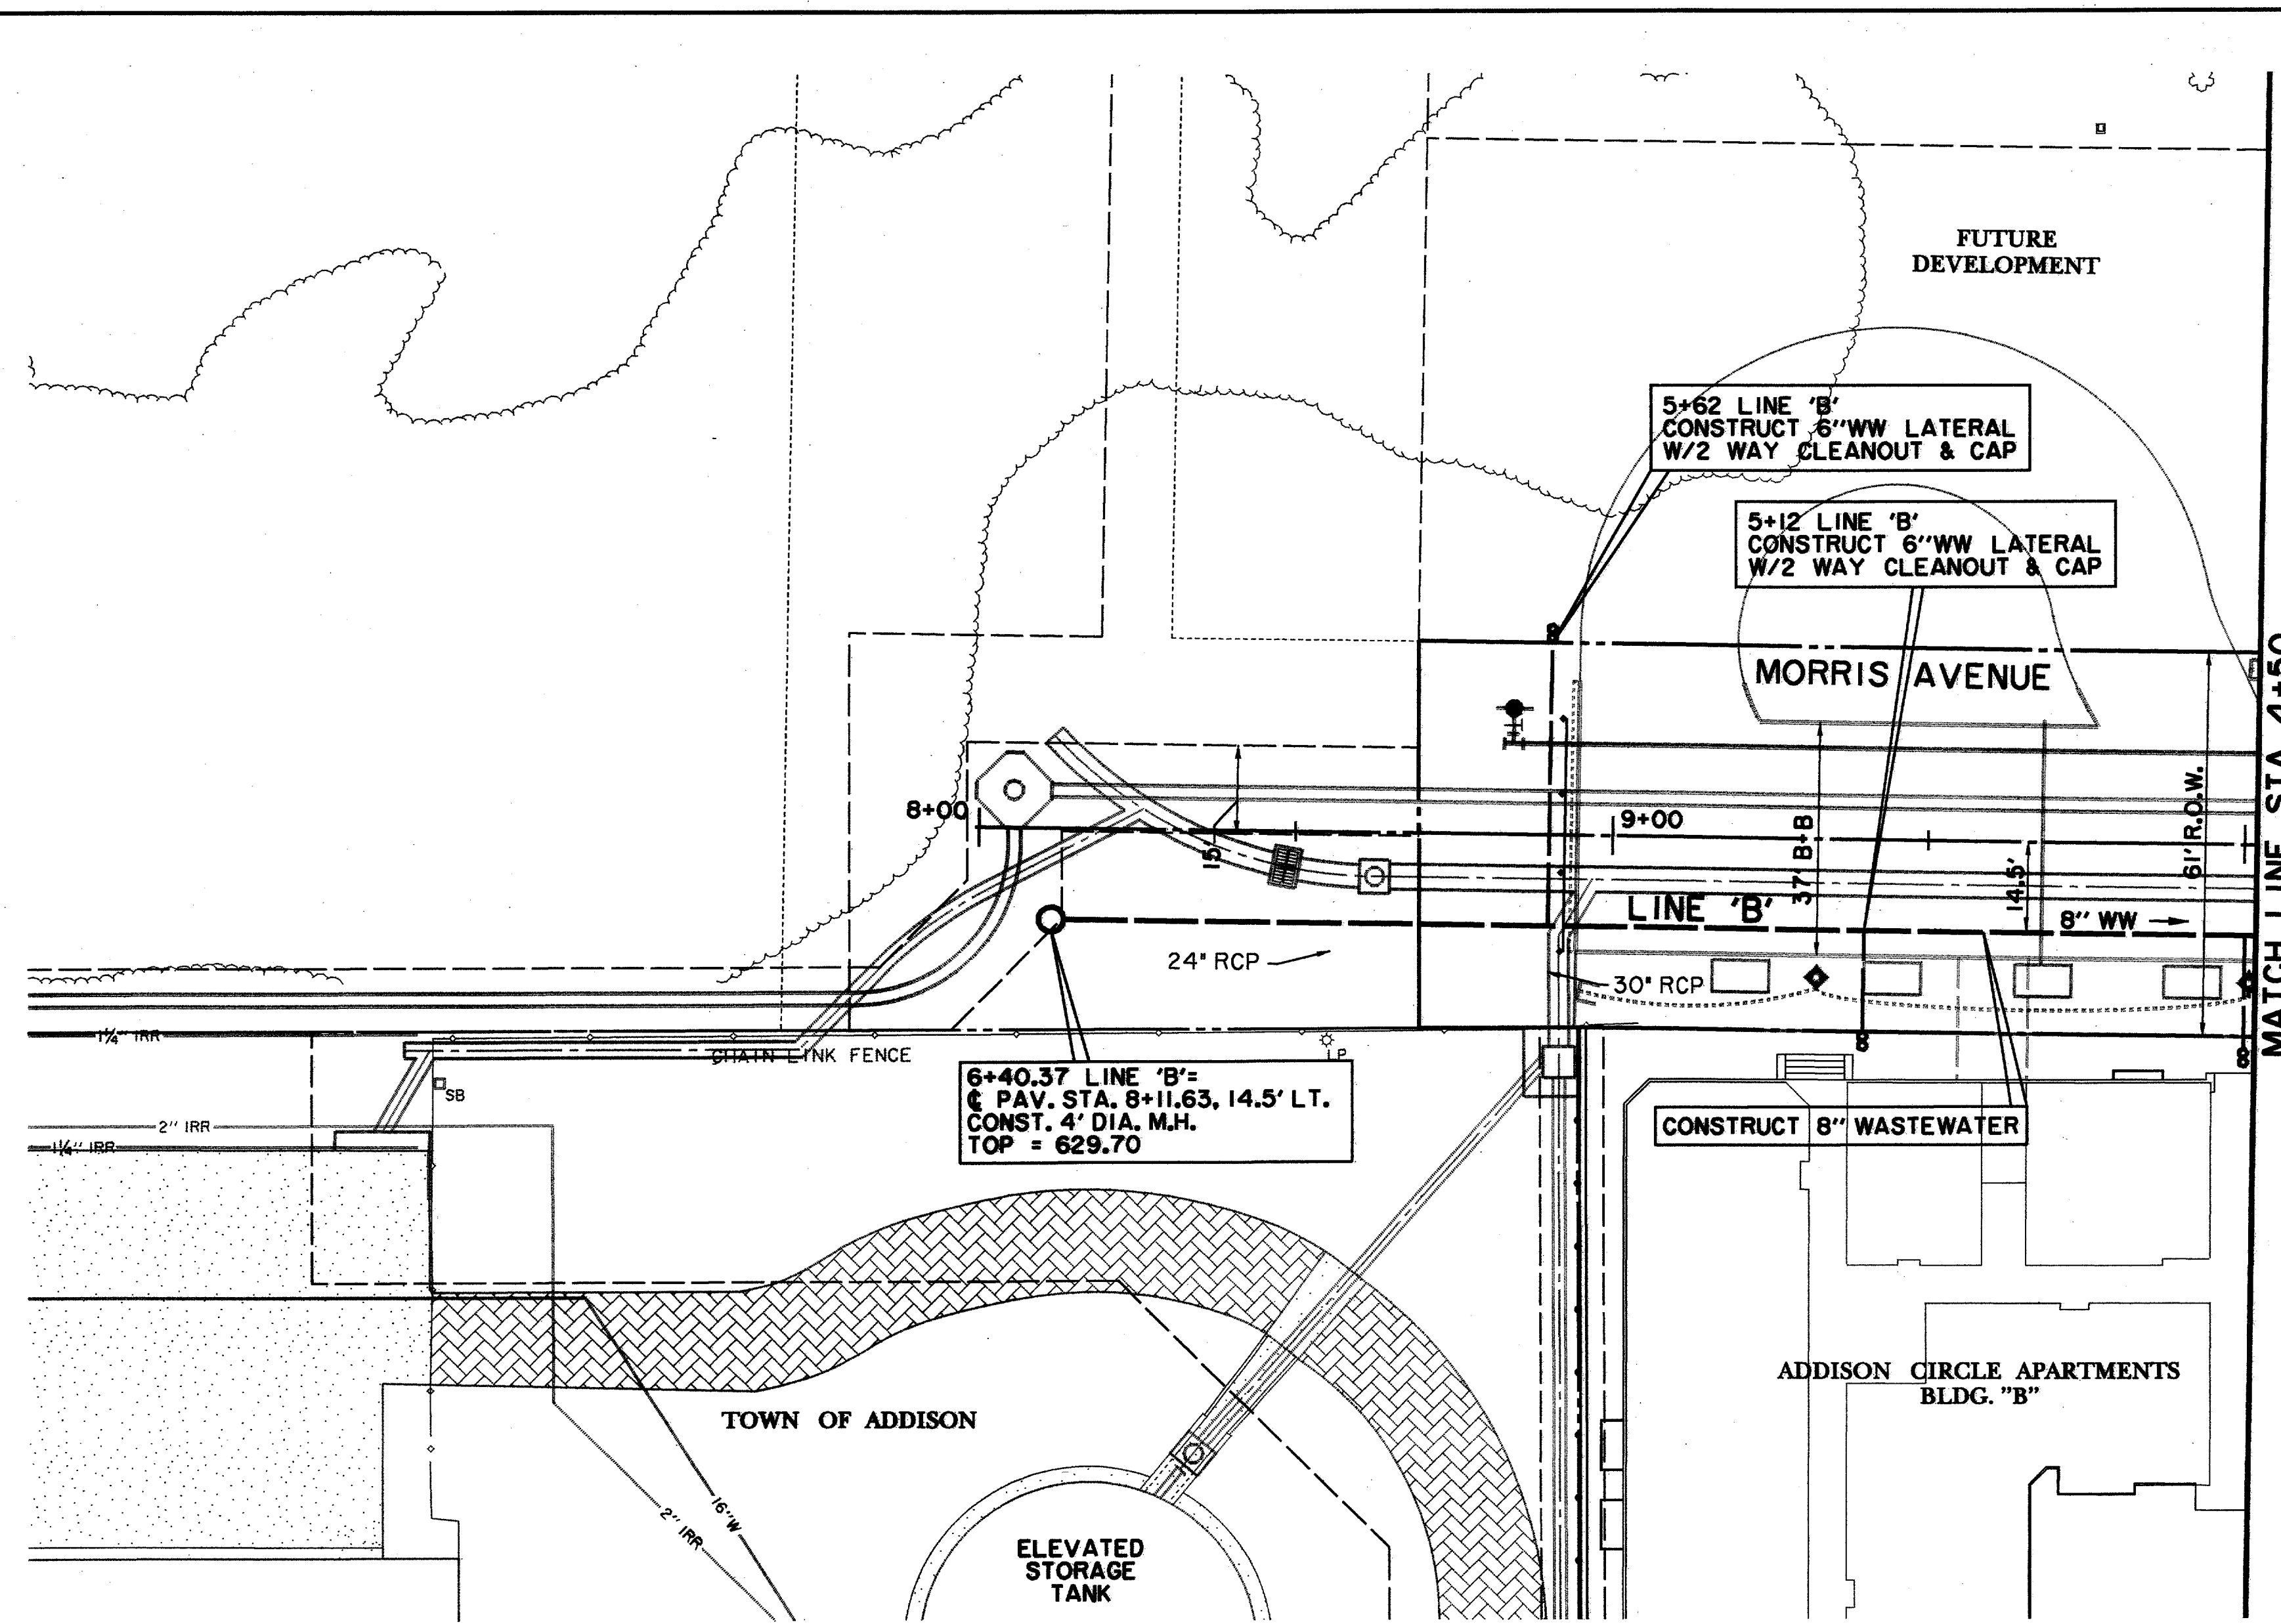 FUTURE
DEVELOPMENT
5+62 LINE 'B'
CONSTRUCT 6"WW LATERAL
W/2 WAY CLEANOUT & CAP
5+12 LINE 'B'
CONSTRUCT 6"WW LATERAL
W/2 WAY CLEANOUT & CAP
MORRIS AVENUE
MATCH LINE STA 4+50
61' R.O.W.
8+00
9+00
37' B-B
15'
14.5'
LINE 'B'
8" WW
24" RCP
30" RCP
1¼" IRR
CHAIN LINK FENCE
LP
SB
6+40.37 LINE 'B'=
℄ PAV. STA. 8+11.63, 14.5' LT.
CONST. 4' DIA. M.H.
TOP = 629.70
2" IRR
1¼" IRR
CONSTRUCT 8" WASTEWATER
ADDISON CIRCLE APARTMENTS
BLDG. "B"
TOWN OF ADDISON
16"W
2" IRR
ELEVATED
STORAGE
TANK